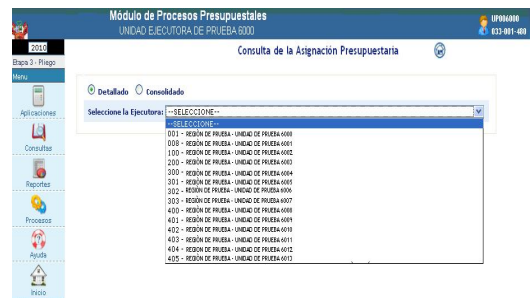 Módulo de Procesos Presupuestales
UNIDAD EJECUTORA DE PRUEBA 6000
UP006000
033-001-480
2010
Etapa 3 - Pliego
Menu
Aplicaciones
Consultas
Reportes
Procesos
Ayuda
Inicio
Consulta de la Asignación Presupuestaria
Detallado Consolidado
Seleccione la Ejecutora: --SELECCIONE--
--SELECCIONE--
001 - REGIÓN DE PRUEBA - UNIDAD DE PRUEBA 6000
008 - REGIÓN DE PRUEBA - UNIDAD DE PRUEBA 6001
100 - REGIÓN DE PRUEBA - UNIDAD DE PRUEBA 6002
200 - REGIÓN DE PRUEBA - UNIDAD DE PRUEBA 6003
300 - REGIÓN DE PRUEBA - UNIDAD DE PRUEBA 6004
301 - REGIÓN DE PRUEBA - UNIDAD DE PRUEBA 6005
302 - REGIÓN DE PRUEBA - UNIDAD DE PRUEBA 6006
303 - REGIÓN DE PRUEBA - UNIDAD DE PRUEBA 6007
400 - REGIÓN DE PRUEBA - UNIDAD DE PRUEBA 6008
401 - REGIÓN DE PRUEBA - UNIDAD DE PRUEBA 6009
402 - REGIÓN DE PRUEBA - UNIDAD DE PRUEBA 6010
403 - REGIÓN DE PRUEBA - UNIDAD DE PRUEBA 6011
404 - REGIÓN DE PRUEBA - UNIDAD DE PRUEBA 6012
405 - REGIÓN DE PRUEBA - UNIDAD DE PRUEBA 6013